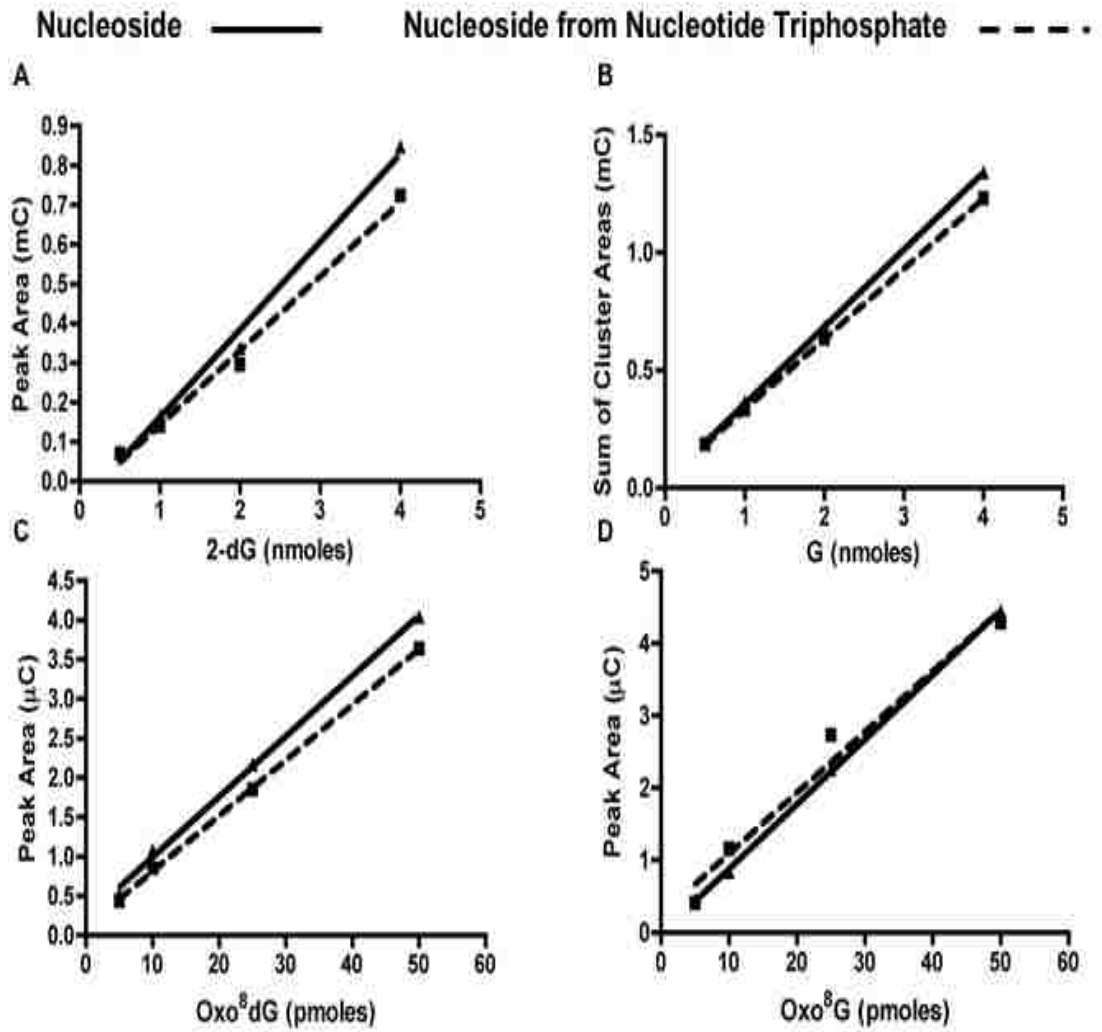 Nucleoside
Nucleoside from Nucleotide Triphosphate
A
0.9
0.8
0.7
0.6
0.5
0.4
0.3
0.2
0.1
0.0
Peak Area (mC)
0 1 2 3 4 5
2-dG (nmoles)
B
1.5
1.0
0.5
0.0
Sum of Cluster Areas (mC)
0 1 2 3 4 5
G (nmoles)
C
4.5
4.0
3.5
3.0
2.5
2.0
1.5
1.0
0.5
0.0
Peak Area (µC)
0 10 20 30 40 50 60
Oxo⁸dG (pmoles)
D
5
4
3
2
1
0
Peak Area (µC)
0 10 20 30 40 50 60
Oxo⁸G (pmoles)